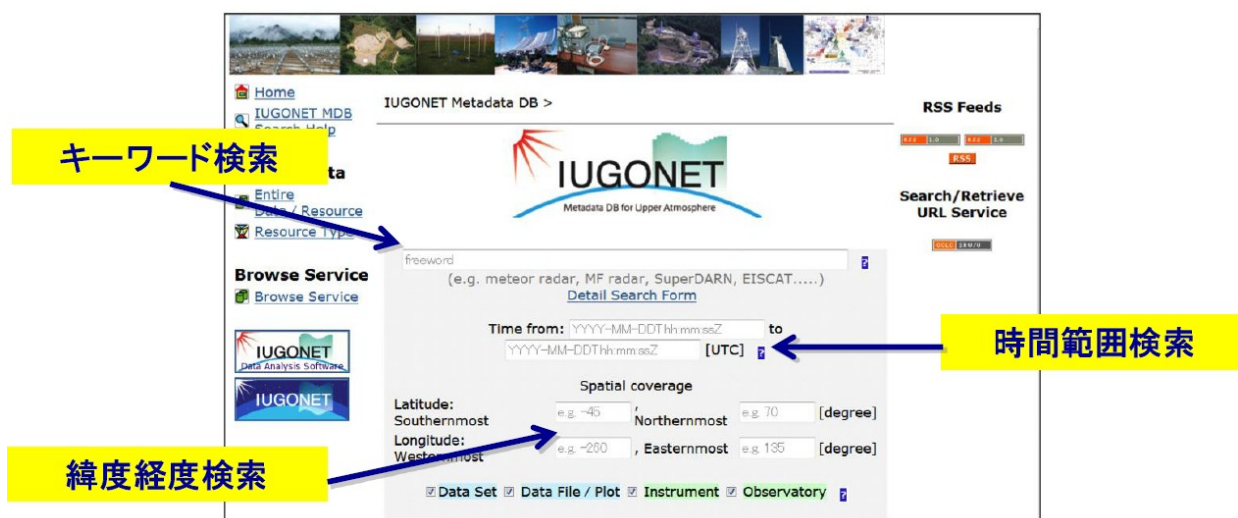 Home
IUGONET MDB
Search Help
IUGONET Metadata DB >
RSS Feeds
RSS
キーワード検索
ta
Entire
Data / Resource
Resource Type
IUGONET
Metadata DB for Upper Atmosphere
Search/Retrieve
URL Service
freeword
(e.g. meteor radar, MF radar, SuperDARN, EISCAT.....)
Detail Search Form
Browse Service
Browse Service
Time from: YYYY-MM-DDThh:mm:ssZ to
YYYY-MM-DDThh:mm:ssZ [UTC] ?
時間範囲検索
IUGONET
Data Analysis Software
IUGONET
Spatial coverage
Latitude:
Southernmost e.g. -45 , Northernmost e.g. 70 [degree]
Longitude:
Westernmost e.g. -260 , Easternmost e.g. 135 [degree]
緯度経度検索
Data Set Data File / Plot Instrument Observatory ?